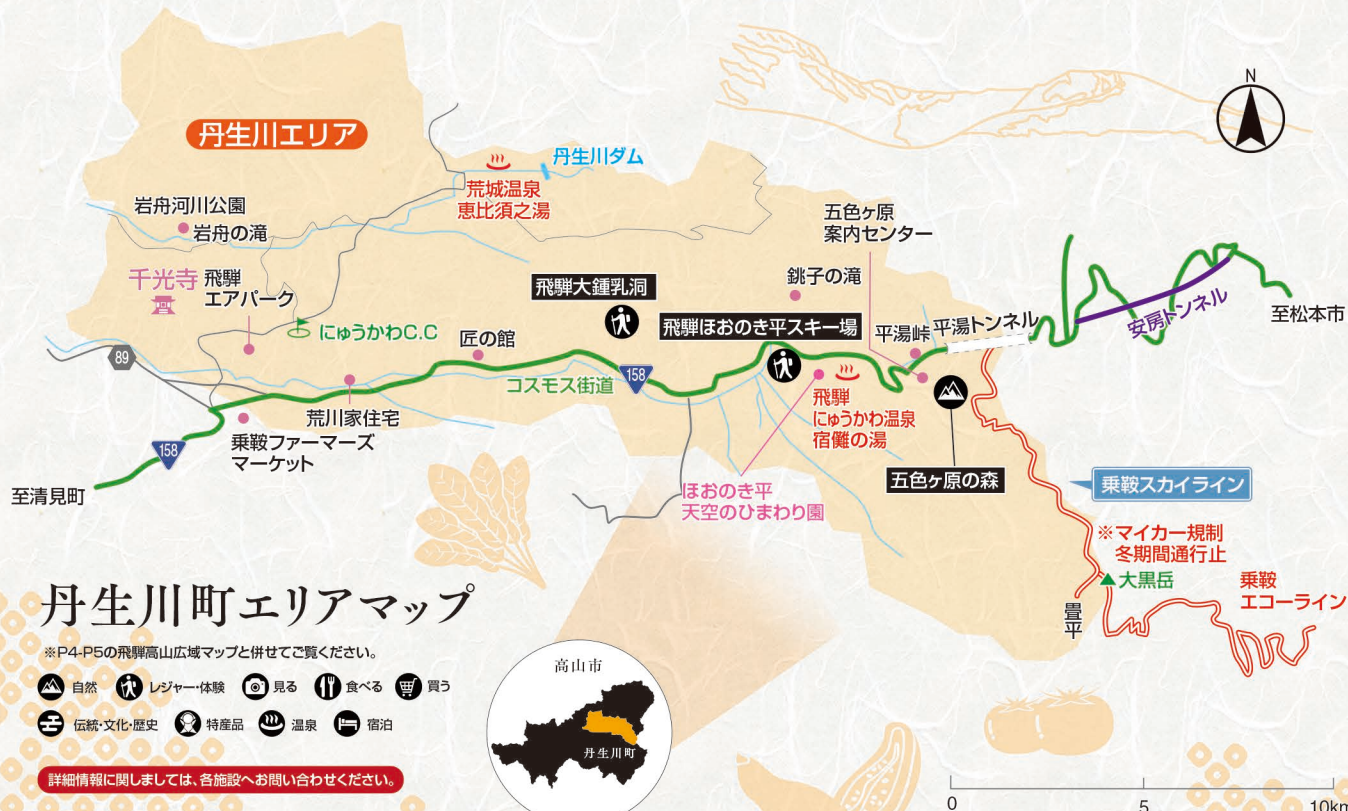 N
丹生川エリア
丹生川ダム
荒城温泉
恵比須之湯
岩舟河川公園
岩舟の滝
五色ヶ原
案内センター
千光寺
飛騨
エアパーク
飛騨大鍾乳洞
銚子の滝
にゅうかわC.C
匠の館
飛騨ほおのき平スキー場
平湯峠
平湯トンネル
安房トンネル
至松本市
89
コスモス街道
158
荒川家住宅
飛騨
にゅうかわ温泉
宿儺の湯
乗鞍ファーマーズ
マーケット
158
五色ヶ原の森
乗鞍スカイライン
至清見町
ほおのき平
天空のひまわり園
※マイカー規制
冬期間通行止
大黒岳
乗鞍
エコーライン
畳平
丹生川町エリアマップ
※P4-P5の飛騨高山広域マップと併せてご覧ください。
自然 レジャー・体験 見る 食べる 買う
伝統・文化・歴史 特産品 温泉 宿泊
詳細情報に関しましては、各施設へお問い合わせください。
高山市
丹生川町
0 5 10km